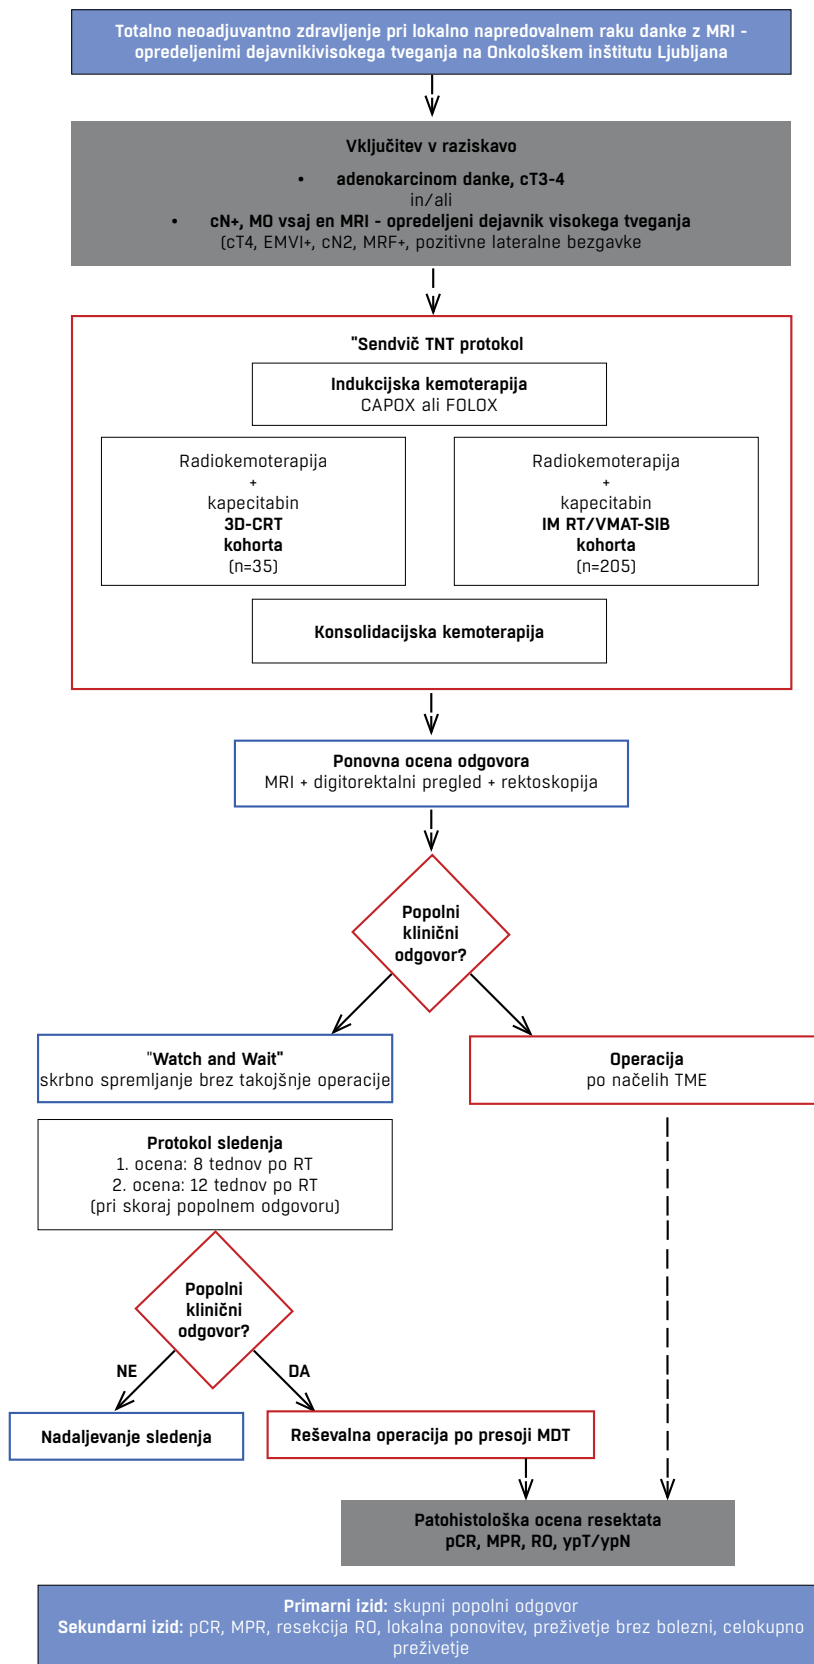 Totalno neoadjuvantno zdravljenje pri lokalno napredovalnem raku danke z MRI -
opredeljenimi dejavnikivisokega tveganja na Onkološkem inštitutu Ljubljana
Vključitev v raziskavo
• adenokarcinom danke, cT3-4
in/ali
• cN+, MO vsaj en MRI - opredeljeni dejavnik visokega tveganja
(cT4, EMVI+, cN2, MRF+, pozitivne lateralne bezgavke
"Sendvič TNT protokol
Indukcijska kemoterapija
CAPOX ali FOLOX
Radiokemoterapija
+
kapecitabin
3D-CRT
kohorta
(n=35)
Radiokemoterapija
+
kapecitabin
IM RT/VMAT-SIB
kohorta
(n=205)
Konsolidacijska kemoterapija
Ponovna ocena odgovora
MRI + digitorektalni pregled + rektoskopija
Popolni
klinični
odgovor?
"Watch and Wait"
skrbno spremljanje brez takojšnje operacije
Operacija
po načelih TME
Protokol sledenja
1. ocena: 8 tednov po RT
2. ocena: 12 tednov po RT
(pri skoraj popolnem odgovoru)
Popolni
klinični
odgovor?
NE
DA
Nadaljevanje sledenja
Reševalna operacija po presoji MDT
Patohistološka ocena resektata
pCR, MPR, RO, ypT/ypN
Primarni izid: skupni popolni odgovor
Sekundarni izid: pCR, MPR, resekcija RO, lokalna ponovitev, preživetje brez bolezni, celokupno
preživetje